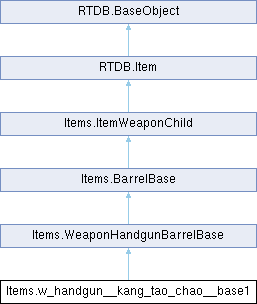 RTDB.BaseObject
RTDB.Item
Items.ItemWeaponChild
Items.BarrelBase
Items.WeaponHandgunBarrelBase
Items.w_handgun__kang_tao_chao__base1